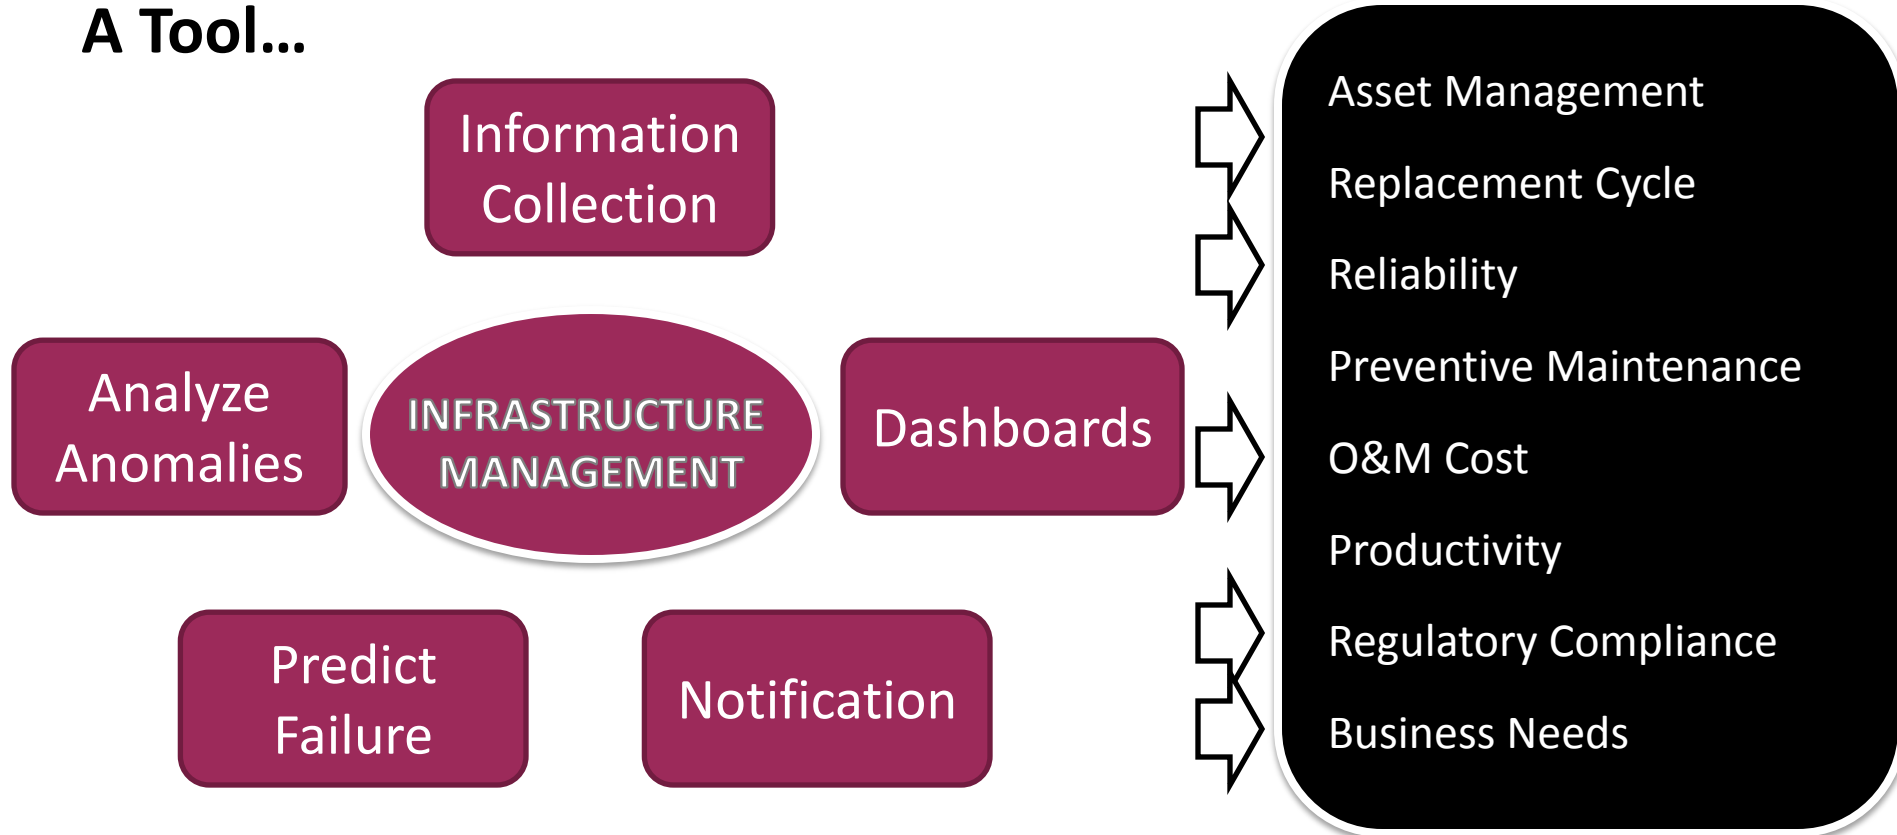 A Tool...
Information
Collection
Analyze
Anomalies
INFRASTRUCTURE
MANAGEMENT
Dashboards
Predict
Failure
Notification
Asset Management
Replacement Cycle
Reliability
Preventive Maintenance
O&M Cost
Productivity
Regulatory Compliance
Business Needs